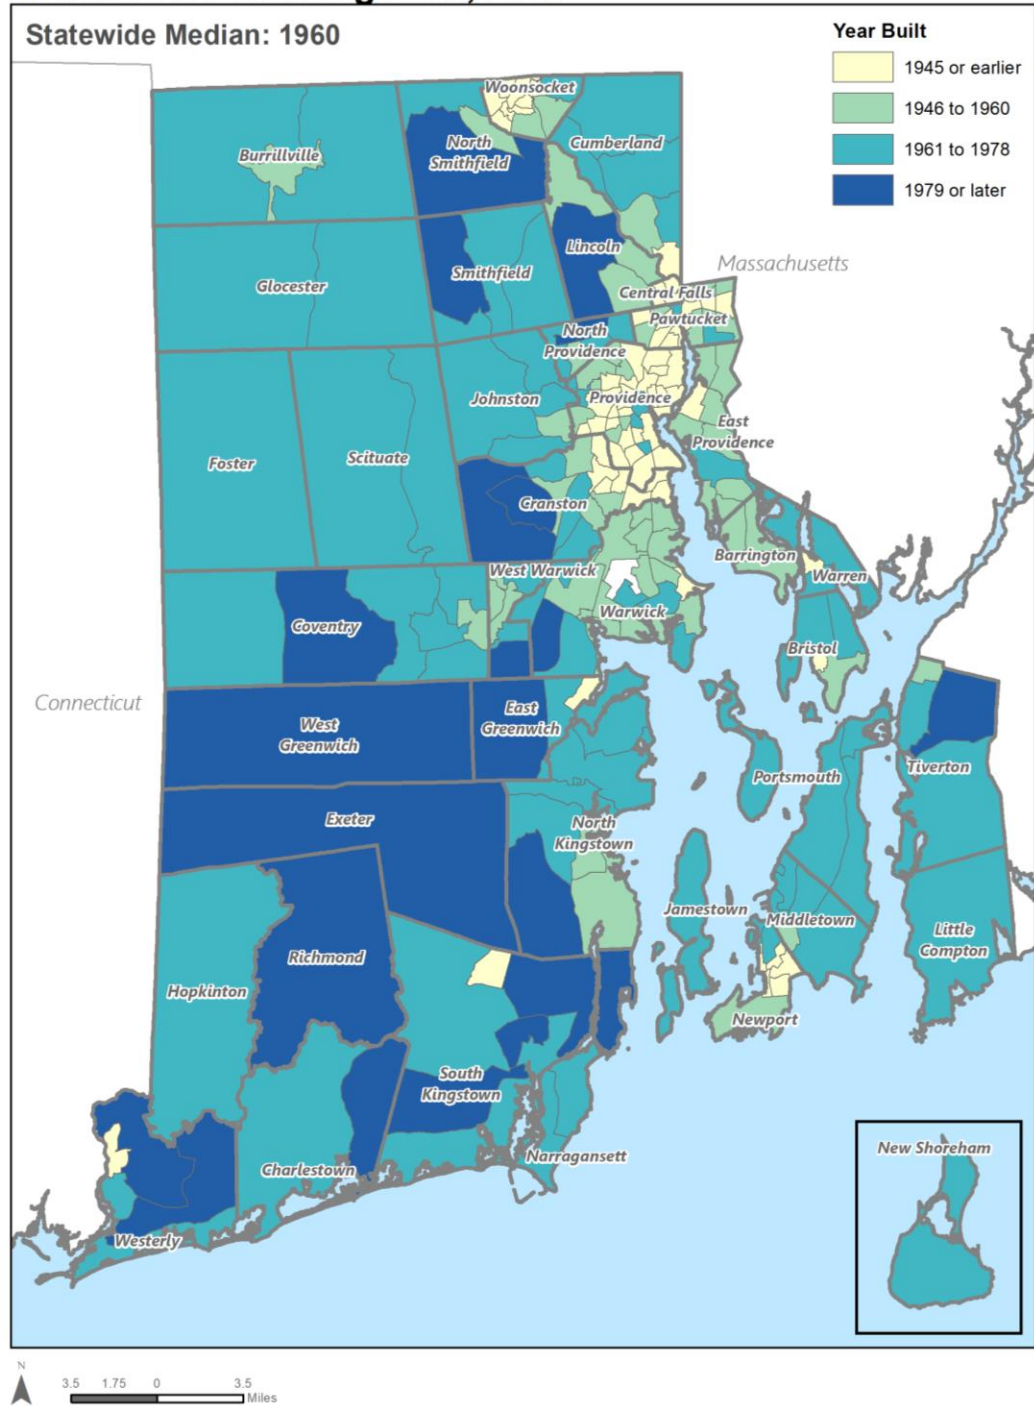 Statewide Median: 1960
Year Built
1945 or earlier
1946 to 1960
1961 to 1978
1979 or later
Woonsocket
Burrillville
North
Smithfield
Cumberland
Massachusetts
Glocester
Smithfield
Lincoln
Central Falls
Pawtucket
North
Providence
Johnston
Providence
East
Providence
Foster
Scituate
Cranston
Barrington
West Warwick
Warren
Warwick
Coventry
Bristol
Connecticut
West
Greenwich
East
Greenwich
Portsmouth
Tiverton
Exeter
North
Kingstown
Jamestown
Middletown
Little
Compton
Richmond
Hopkinton
Newport
South
Kingstown
New Shoreham
Charlestown
Narragansett
Westerly
N
3.5 1.75 0 3.5
Miles